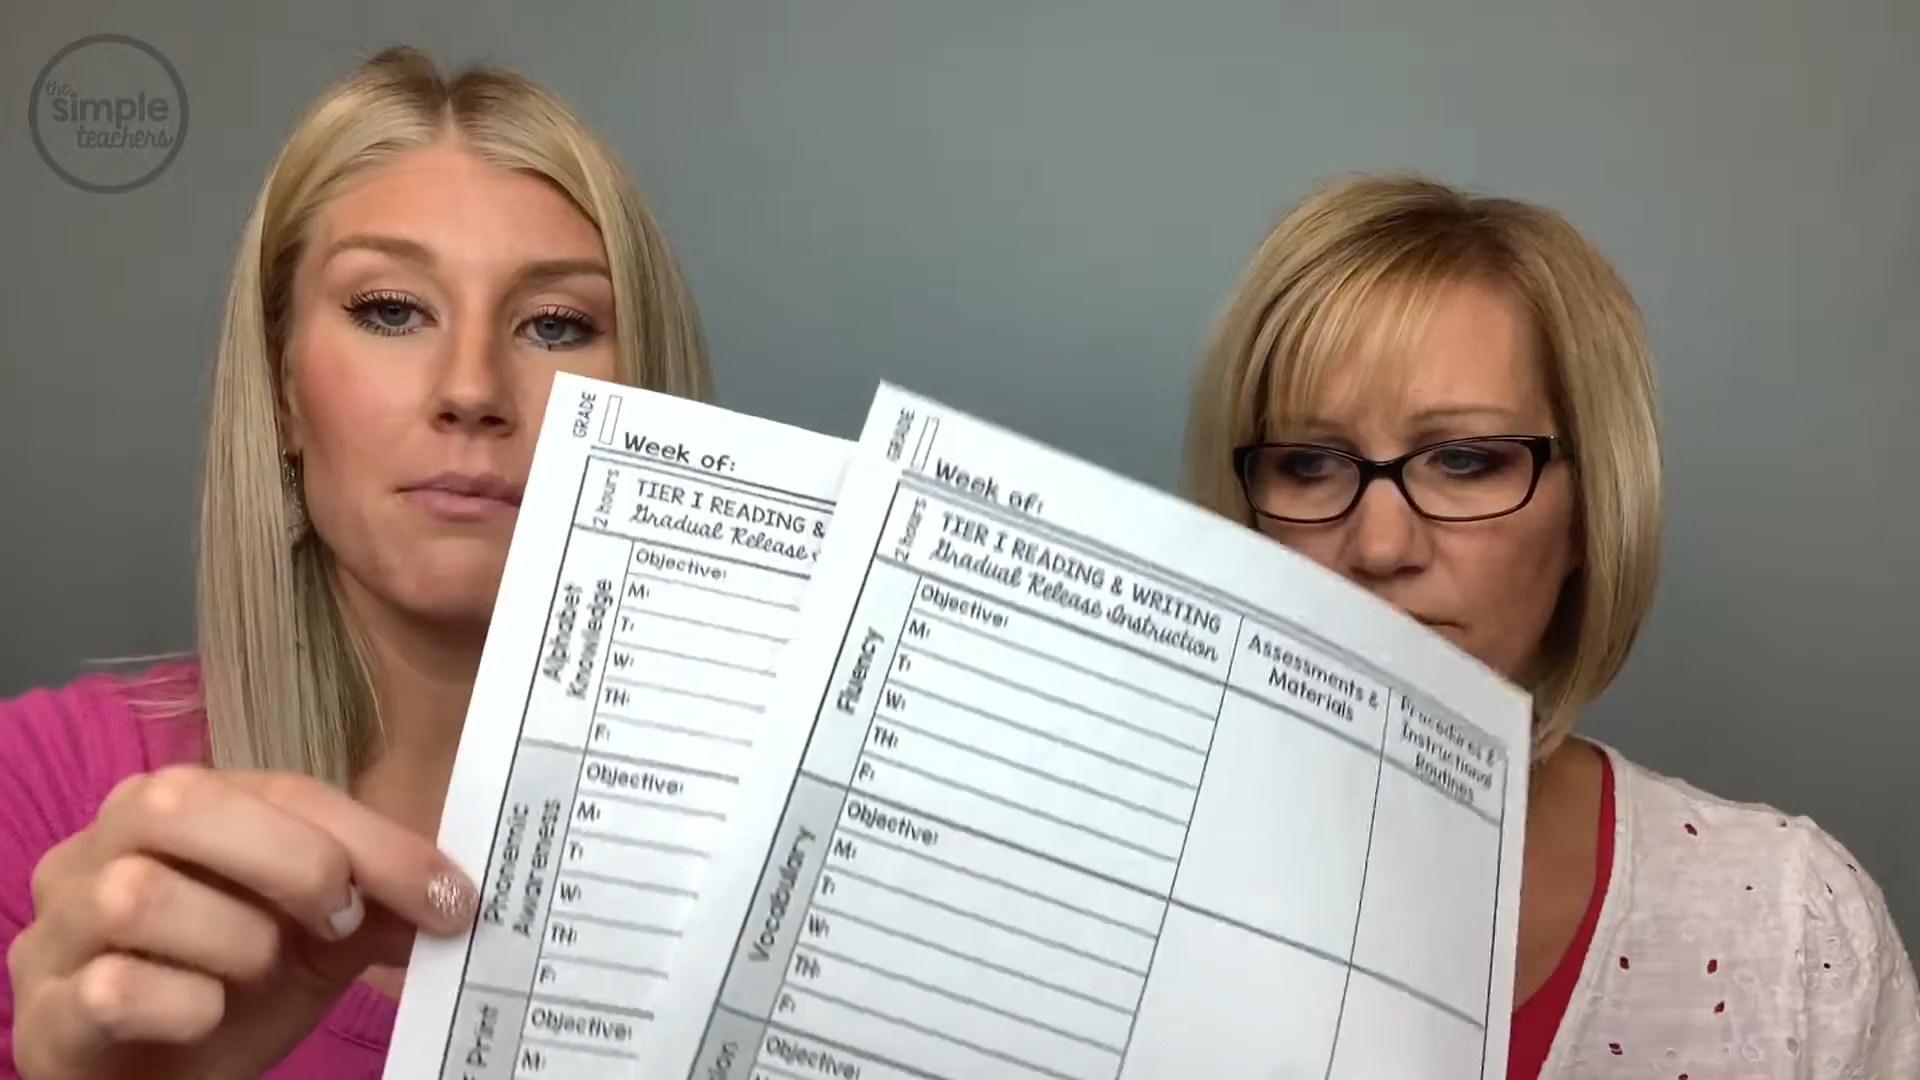 the
simple
teachers
GRADE
Week of:
2 hours
TIER I READING &
Gradual Release
Alphabet
Knowledge
Objective:
M:
T:
W:
TH:
F:
Phonemic
Awareness
Objective:
M:
T:
W:
TH:
F:
Print
Objective:
M:
GRADE
Week of:
2 hours
TIER I READING & WRITING
Gradual Release Instruction
Assessments &
Materials
Procedures &
Instructional
Routines
Fluency
Objective:
M:
T:
W:
TH:
F:
Vocabulary
Objective:
M:
T:
W:
TH:
F:
Objective: